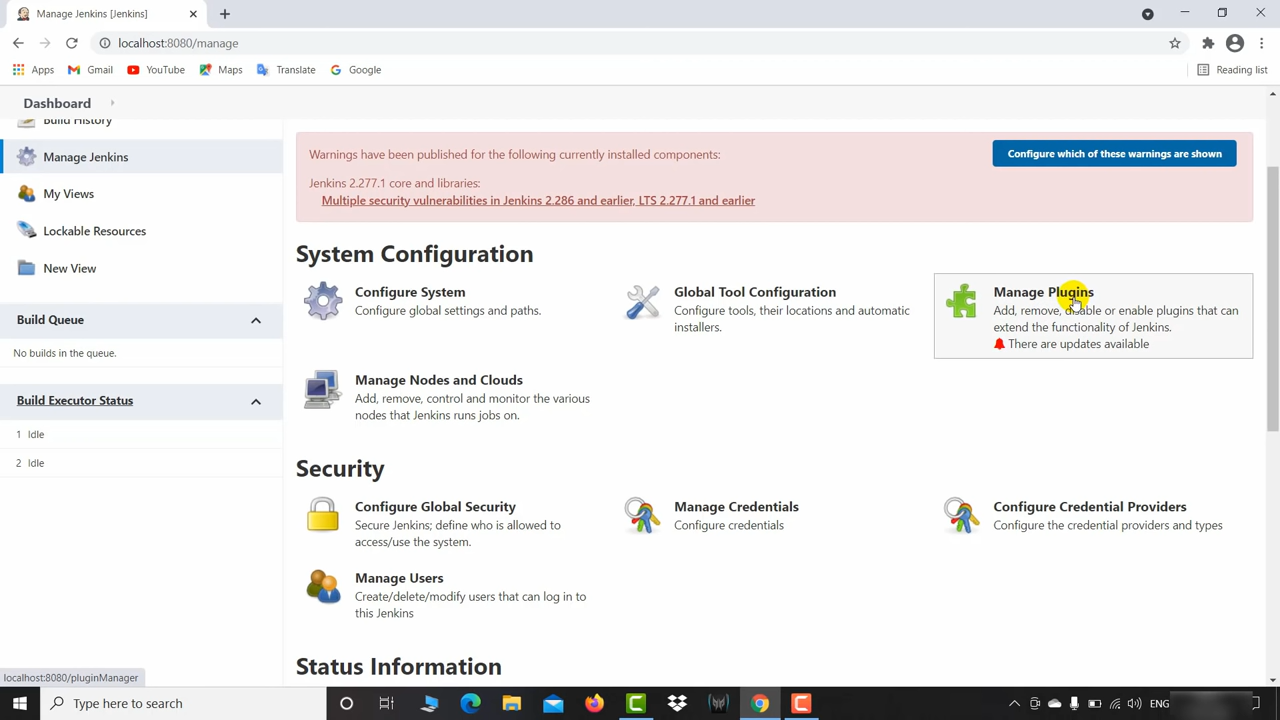 Manage Jenkins [Jenkins]
localhost:8080/manage
Apps Gmail YouTube Maps Translate Google Reading list
Dashboard
Build History
Manage Jenkins
My Views
Lockable Resources
New View
Build Queue
No builds in the queue.
Build Executor Status
1 Idle
2 Idle
Warnings have been published for the following currently installed components:
Configure which of these warnings are shown
Jenkins 2.277.1 core and libraries:
Multiple security vulnerabilities in Jenkins 2.286 and earlier, LTS 2.277.1 and earlier
System Configuration
Configure System
Configure global settings and paths.
Global Tool Configuration
Configure tools, their locations and automatic
installers.
Manage Plugins
Add, remove, disable or enable plugins that can
extend the functionality of Jenkins.
There are updates available
Manage Nodes and Clouds
Add, remove, control and monitor the various
nodes that Jenkins runs jobs on.
Security
Configure Global Security
Secure Jenkins; define who is allowed to
access/use the system.
Manage Credentials
Configure credentials
Configure Credential Providers
Configure the credential providers and types
Manage Users
Create/delete/modify users that can log in to
this Jenkins
Status Information
localhost:8080/pluginManager
Type here to search
ENG